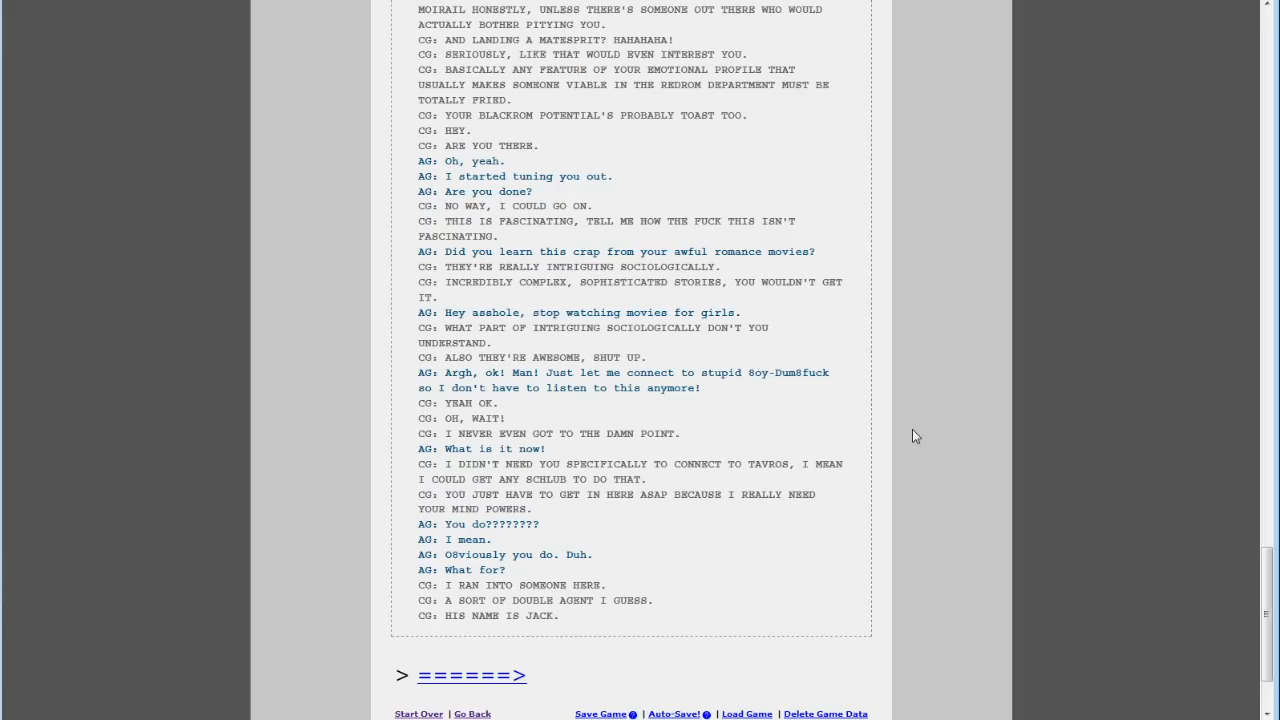 MOIRAIL HONESTLY, UNLESS THERE'S SOMEONE OUT THERE WHO WOULD
ACTUALLY BOTHER PITYING YOU.
CG: AND LANDING A MATESPRIT? HAHAHAHA!
CG: SERIOUSLY, LIKE THAT WOULD EVEN INTEREST YOU.
CG: BASICALLY ANY FEATURE OF YOUR EMOTIONAL PROFILE THAT
USUALLY MAKES SOMEONE VIABLE IN THE REDROM DEPARTMENT MUST BE
TOTALLY FRIED.
CG: YOUR BLACKROM POTENTIAL'S PROBABLY TOAST TOO.
CG: HEY.
CG: ARE YOU THERE.
AG: Oh, yeah.
AG: I started tuning you out.
AG: Are you done?
CG: NO WAY, I COULD GO ON.
CG: THIS IS FASCINATING, TELL ME HOW THE FUCK THIS ISN'T
FASCINATING.
AG: Did you learn this crap from your awful romance movies?
CG: THEY'RE REALLY INTRIGUING SOCIOLOGICALLY.
CG: INCREDIBLY COMPLEX, SOPHISTICATED STORIES, YOU WOULDN'T GET
IT.
AG: Hey asshole, stop watching movies for girls.
CG: WHAT PART OF INTRIGUING SOCIOLOGICALLY DON'T YOU
UNDERSTAND.
CG: ALSO THEY'RE AWESOME, SHUT UP.
AG: Argh, ok! Man! Just let me connect to stupid 8oy-Dum8fuck
so I don't have to listen to this anymore!
CG: YEAH OK.
CG: OH, WAIT!
CG: I NEVER EVEN GOT TO THE DAMN POINT.
AG: What is it now!
CG: I DIDN'T NEED YOU SPECIFICALLY TO CONNECT TO TAVROS, I MEAN
I COULD GET ANY SCHLUB TO DO THAT.
CG: YOU JUST HAVE TO GET IN HERE ASAP BECAUSE I REALLY NEED
YOUR MIND POWERS.
AG: You do????????
AG: I mean.
AG: O8viously you do. Duh.
AG: What for?
CG: I RAN INTO SOMEONE HERE.
CG: A SORT OF DOUBLE AGENT I GUESS.
CG: HIS NAME IS JACK.
> ======>
Start Over | Go Back Save Game ? | Auto-Save! ? | Load Game | Delete Game Data